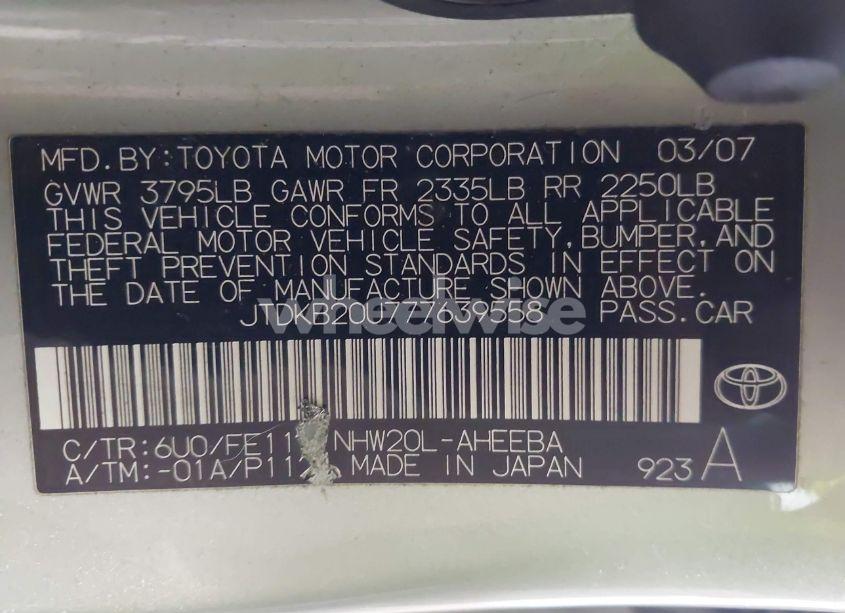 MFD. BY: TOYOTA MOTOR CORPORATION 03/07
GVWR 3795LB GAWR FR 2335LB RR 2250LB
THIS VEHICLE CONFORMS TO ALL APPLICABLE
FEDERAL MOTOR VEHICLE SAFETY, BUMPER, AND
THEFT PREVENTION STANDARDS IN EFFECT ON
THE DATE OF MANUFACTURE SHOWN ABOVE.
JTDKB20U777639558 PASS.CAR
wheelwise
C/TR: 6U0/FE11 NHW20L-AHEEBA
A/TM: -01A/P112 MADE IN JAPAN 923 A